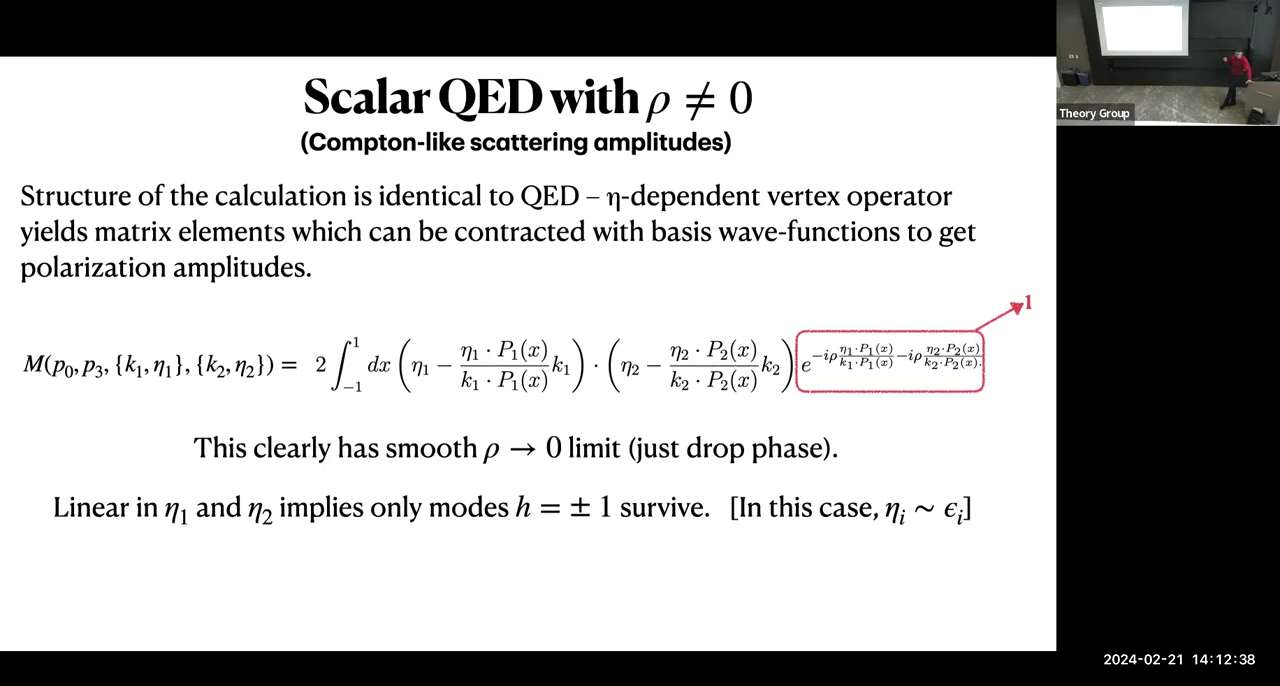 Scalar QED with ρ ≠ 0
(Compton-like scattering amplitudes)
Structure of the calculation is identical to QED – η-dependent vertex operator
yields matrix elements which can be contracted with basis wave-functions to get
polarization amplitudes.
1
M(p₀, p₃, {k₁, η₁}, {k₂, η₂}) = 2 ∫₋₁¹ dx (η₁ − (η₁ · P₁(x))/(k₁ · P₁(x)) k₁) · (η₂ − (η₂ · P₂(x))/(k₂ · P₂(x)) k₂) e^{−iρ (η₁·P₁(x))/(k₁·P₁(x)) − iρ (η₂·P₂(x))/(k₂·P₂(x)).}
This clearly has smooth ρ → 0 limit (just drop phase).
Linear in η₁ and η₂ implies only modes h = ± 1 survive. [In this case, ηᵢ ~ ϵᵢ]
Theory Group
2024-02-21 14:12:38